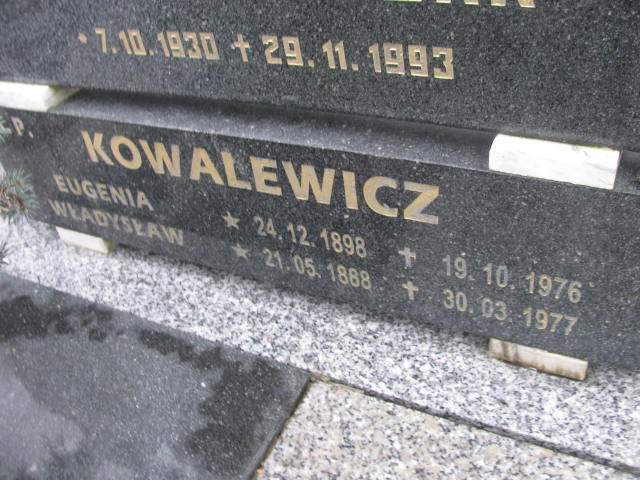 * 7.10.1930 † 29.11.1993
Ś. P.
KOWALEWICZ
EUGENIA * 24.12.1898 † 19.10.1976
WŁADYSŁAW * 21.05.1888 † 30.03.1977